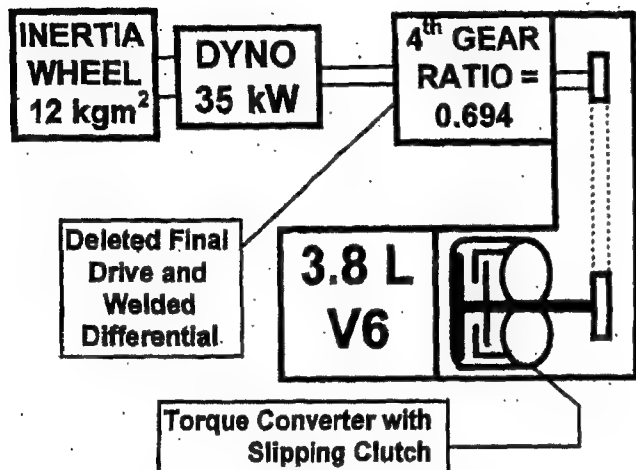 INERTIA
WHEEL
12 kgm²
DYNO
35 kW
4th GEAR
RATIO =
0.694
Deleted Final
Drive and
Welded
Differential
3.8 L
V6
Torque Converter with
Slipping Clutch